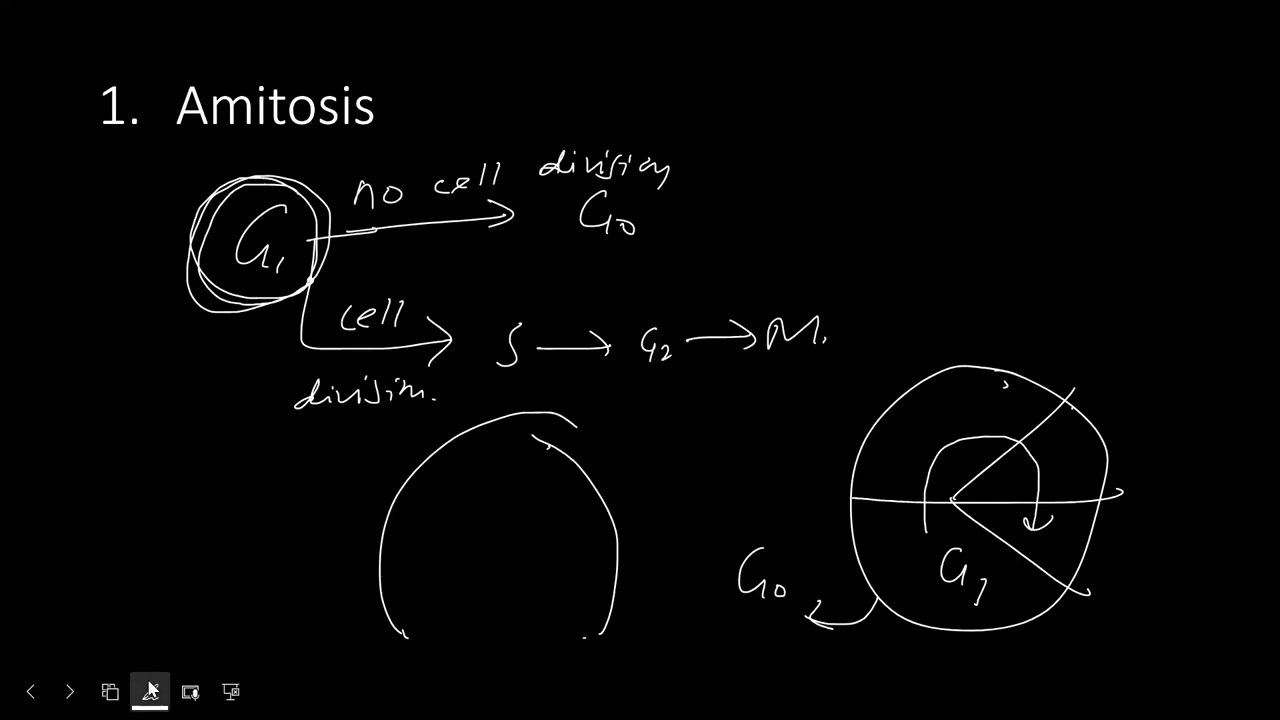 1. Amitosis
no cell division
G1
G0
cell
S → G2 → M.
division.
G0
G1